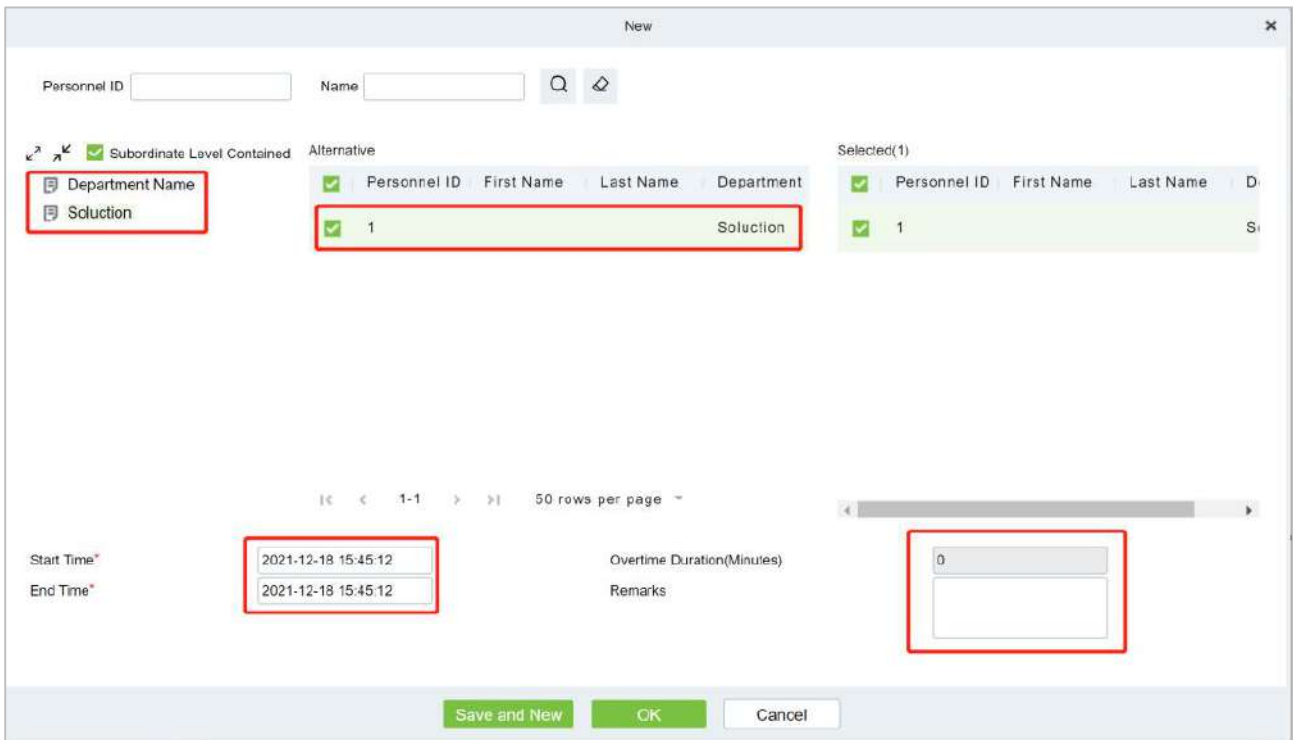 New
Personnel ID Name
Subordinate Level Contained Alternative Selected(1)
Department Name Personnel ID First Name Last Name Department Personnel ID First Name Last Name D
Soluction 1 Soluction 1 S
1-1 50 rows per page
Start Time* 2021-12-18 15:45:12 Overtime Duration(Minutes) 0
End Time* 2021-12-18 15:45:12 Remarks
Save and New OK Cancel